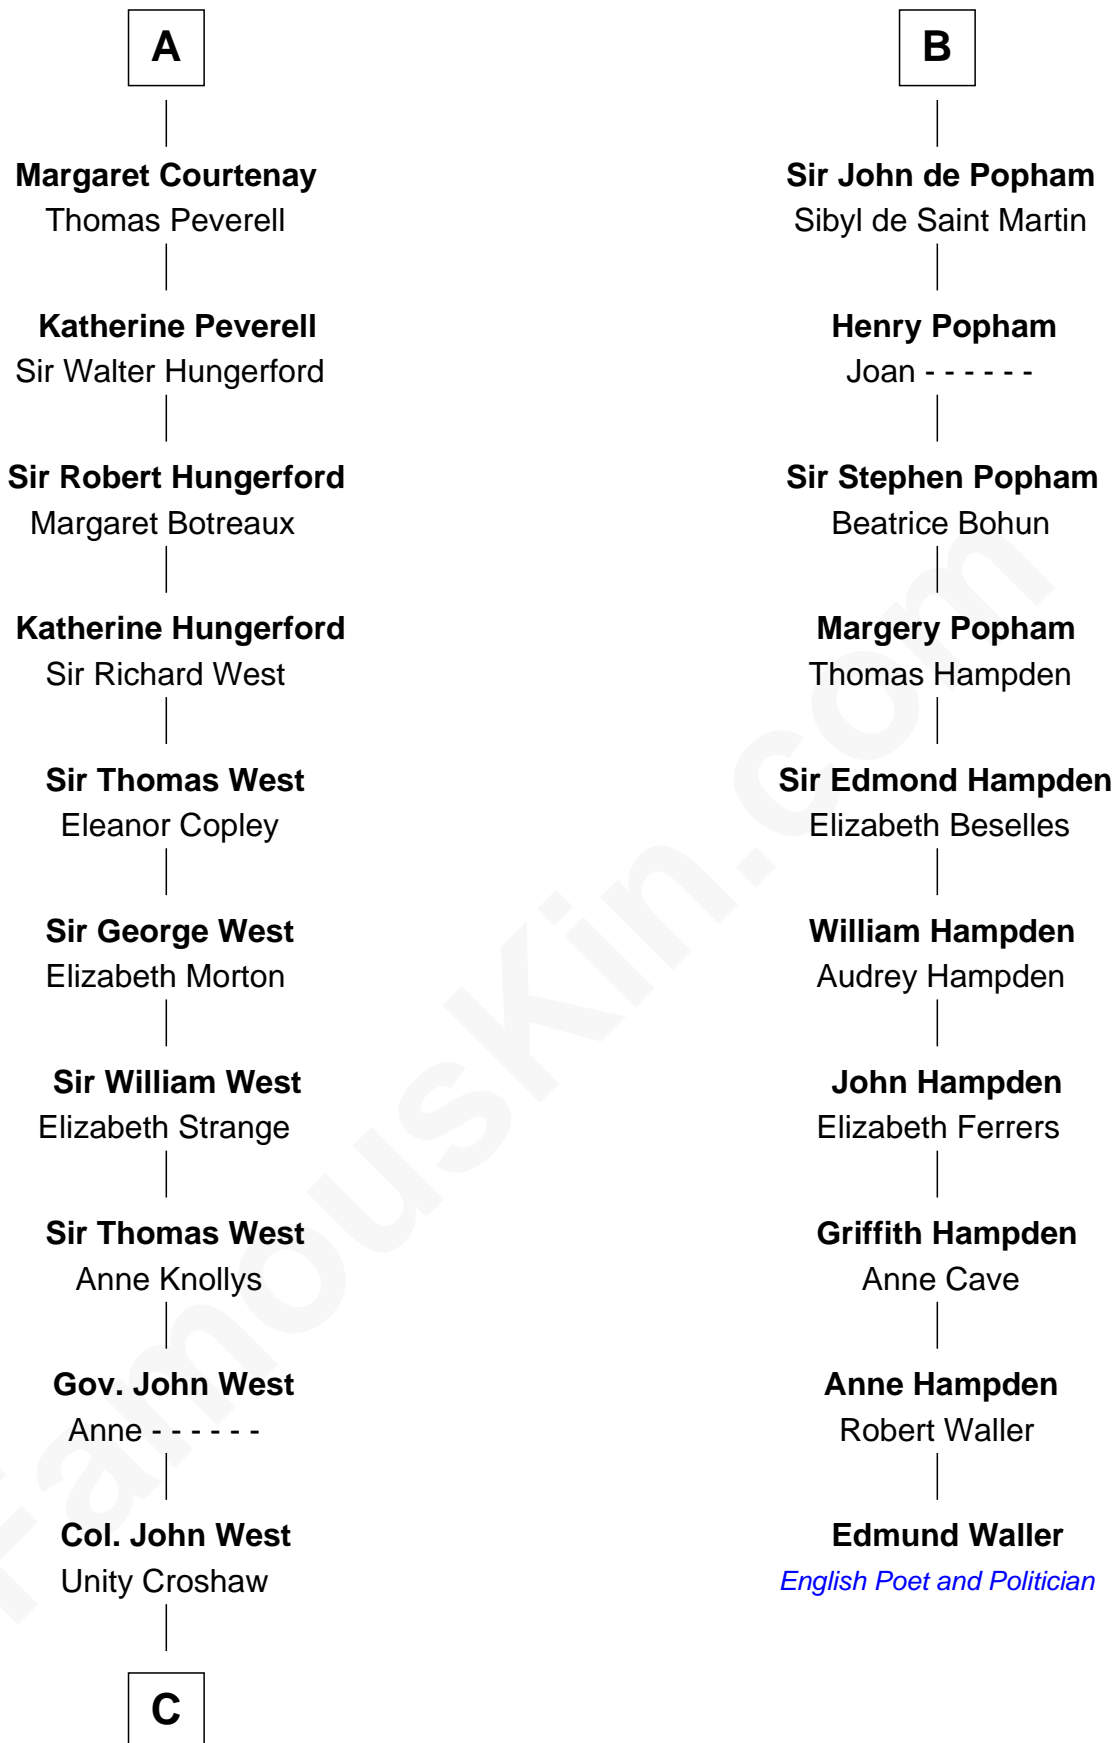 A
Margaret Courtenay
Thomas Peverell
Katherine Peverell
Sir Walter Hungerford
Sir Robert Hungerford
Margaret Botreaux
Katherine Hungerford
Sir Richard West
Sir Thomas West
Eleanor Copley
Sir George West
Elizabeth Morton
Sir William West
Elizabeth Strange
Sir Thomas West
Anne Knollys
Gov. John West
Anne - - - - - -
Col. John West
Unity Croshaw
C
B
Sir John de Popham
Sibyl de Saint Martin
Henry Popham
Joan - - - - - -
Sir Stephen Popham
Beatrice Bohun
Margery Popham
Thomas Hampden
Sir Edmond Hampden
Elizabeth Beselles
William Hampden
Audrey Hampden
John Hampden
Elizabeth Ferrers
Griffith Hampden
Anne Cave
Anne Hampden
Robert Waller
Edmund Waller
English Poet and Politician
FamousKin.com